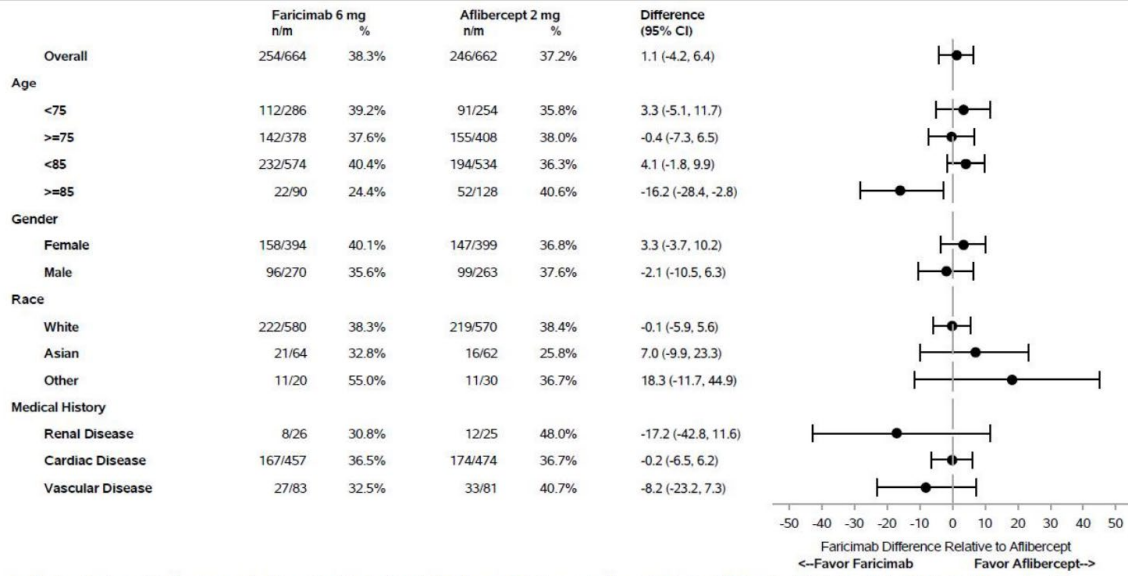 Faricimab 6 mg Aflibercept 2 mg Difference
n/m % n/m % (95% CI)
Overall 254/664 38.3% 246/662 37.2% 1.1 (-4.2, 6.4)
Age
<75 112/286 39.2% 91/254 35.8% 3.3 (-5.1, 11.7)
>=75 142/378 37.6% 155/408 38.0% -0.4 (-7.3, 6.5)
<85 232/574 40.4% 194/534 36.3% 4.1 (-1.8, 9.9)
>=85 22/90 24.4% 52/128 40.6% -16.2 (-28.4, -2.8)
Gender
Female 158/394 40.1% 147/399 36.8% 3.3 (-3.7, 10.2)
Male 96/270 35.6% 99/263 37.6% -2.1 (-10.5, 6.3)
Race
White 222/580 38.3% 219/570 38.4% -0.1 (-5.9, 5.6)
Asian 21/64 32.8% 16/62 25.8% 7.0 (-9.9, 23.3)
Other 11/20 55.0% 11/30 36.7% 18.3 (-11.7, 44.9)
Medical History
Renal Disease 8/26 30.8% 12/25 48.0% -17.2 (-42.8, 11.6)
Cardiac Disease 167/457 36.5% 174/474 36.7% -0.2 (-6.5, 6.2)
Vascular Disease 27/83 32.5% 33/81 40.7% -8.2 (-23.2, 7.3)
-50 -40 -30 -20 -10 0 10 20 30 40 50
Faricimab Difference Relative to Aflibercept
<--Favor Faricimab Favor Aflibercept-->